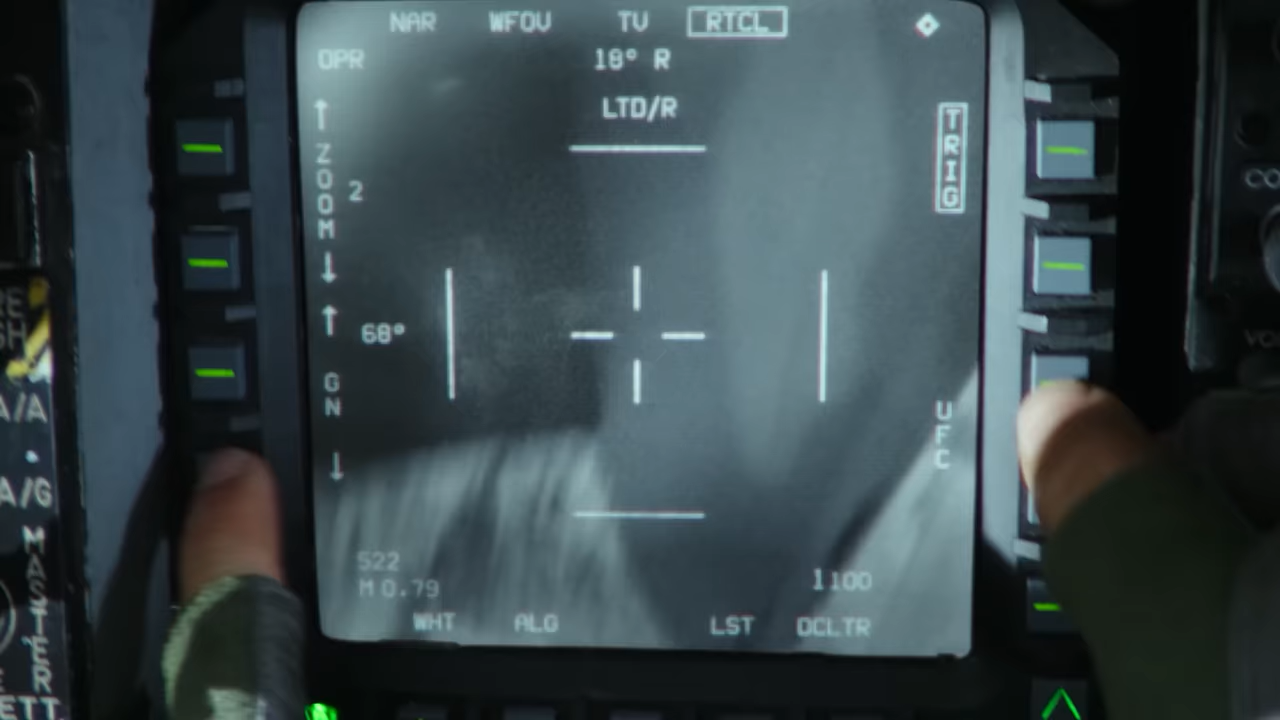 NAR WFOV TV RTCL
OPR
18° R
LTD/R
ZOOM
2
TRIG
68°
GN
UFC
A/A
A/G
MASTER
522
M 0.79
1100
WHT ALG LST DCLTR